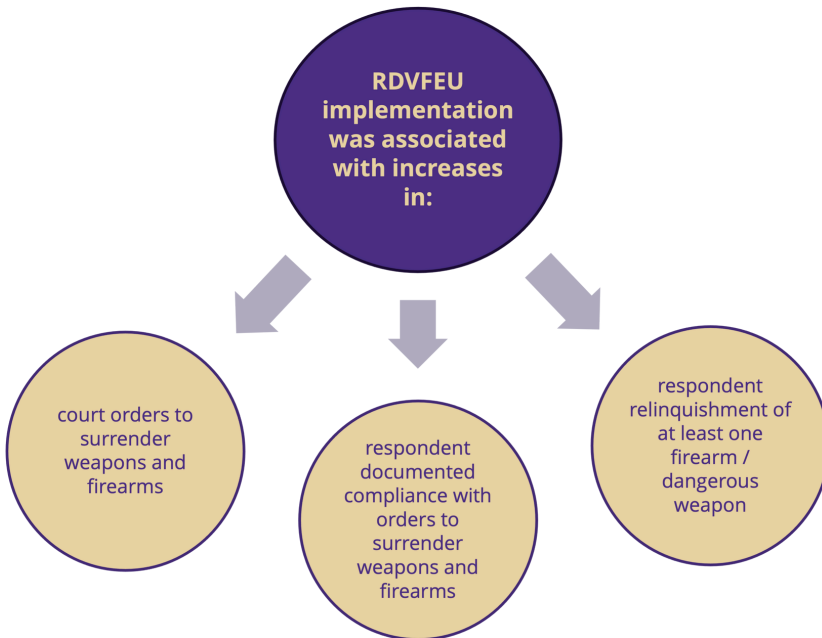 RDVFEU
implementation
was associated
with increases
in:
court orders to
surrender
weapons and
firearms
respondent
documented
compliance with
orders to
surrender
weapons and
firearms
respondent
relinquishment of
at least one
firearm /
dangerous
weapon